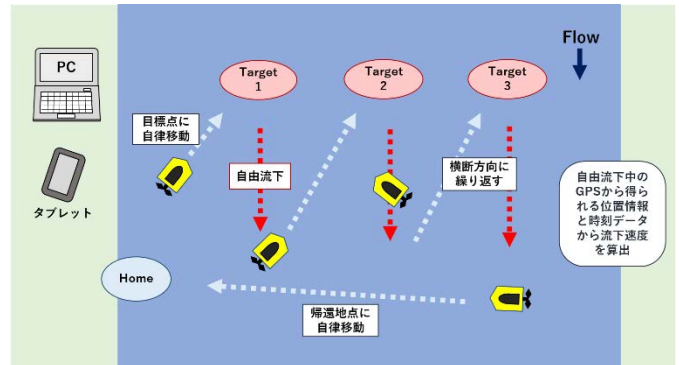 PC
タブレット
Home
目標点に
自律移動
Target
1
自由流下
Target
2
Target
3
横断方向に
繰り返す
帰還地点に
自律移動
Flow
自由流下中の
GPSから得ら
れる位置情報
と時刻データ
から流下速度
を算出